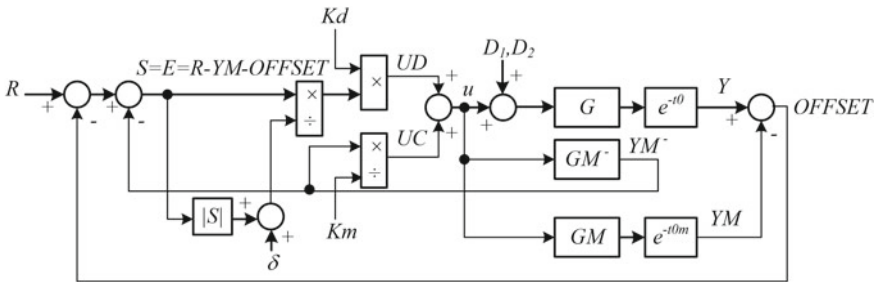 Kd
S=E=R-YM-OFFSET
UD
D1,D2
R
+
-
+
-
×
÷
×
+
u
+
+
+
G
e^-t0
Y
+
-
OFFSET
UC
×
÷
GM-
YM-
|S|
+
+
δ
Km
GM
e^-t0m
YM